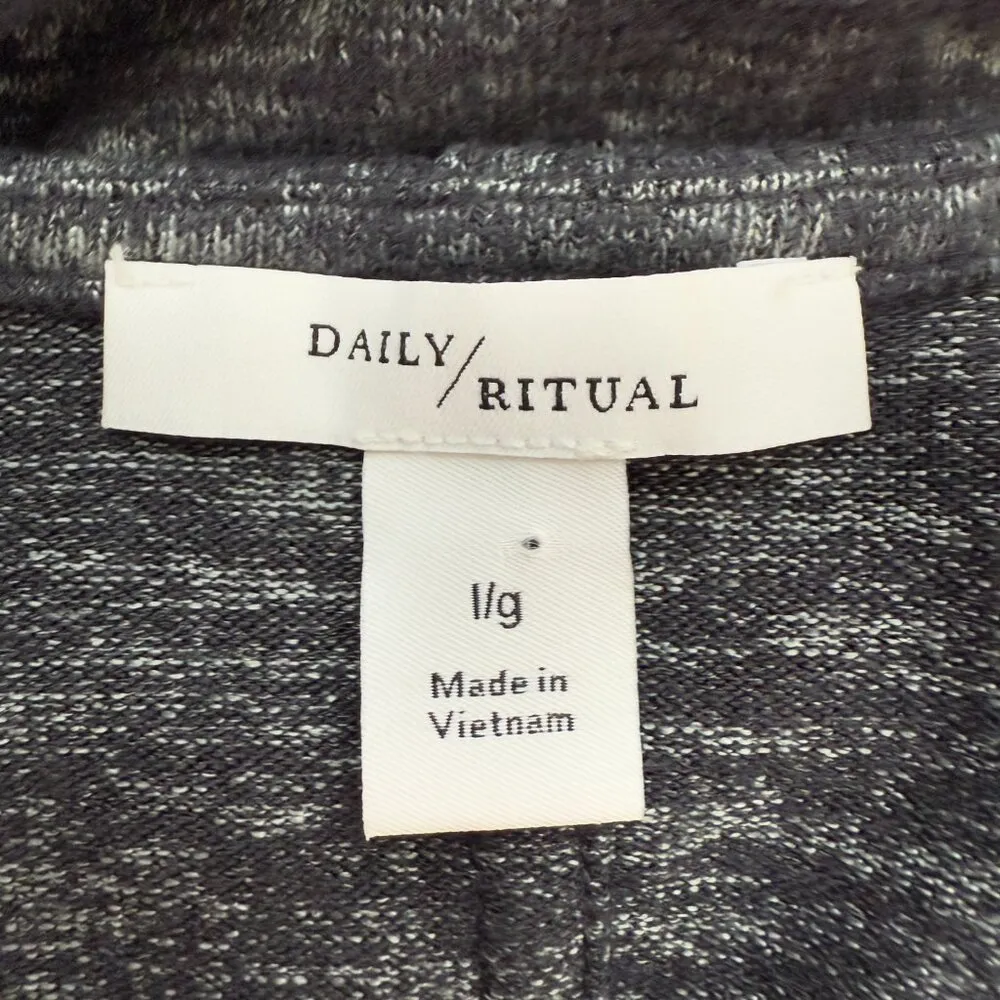 DAILY/
RITUAL
l/g
Made in
Vietnam